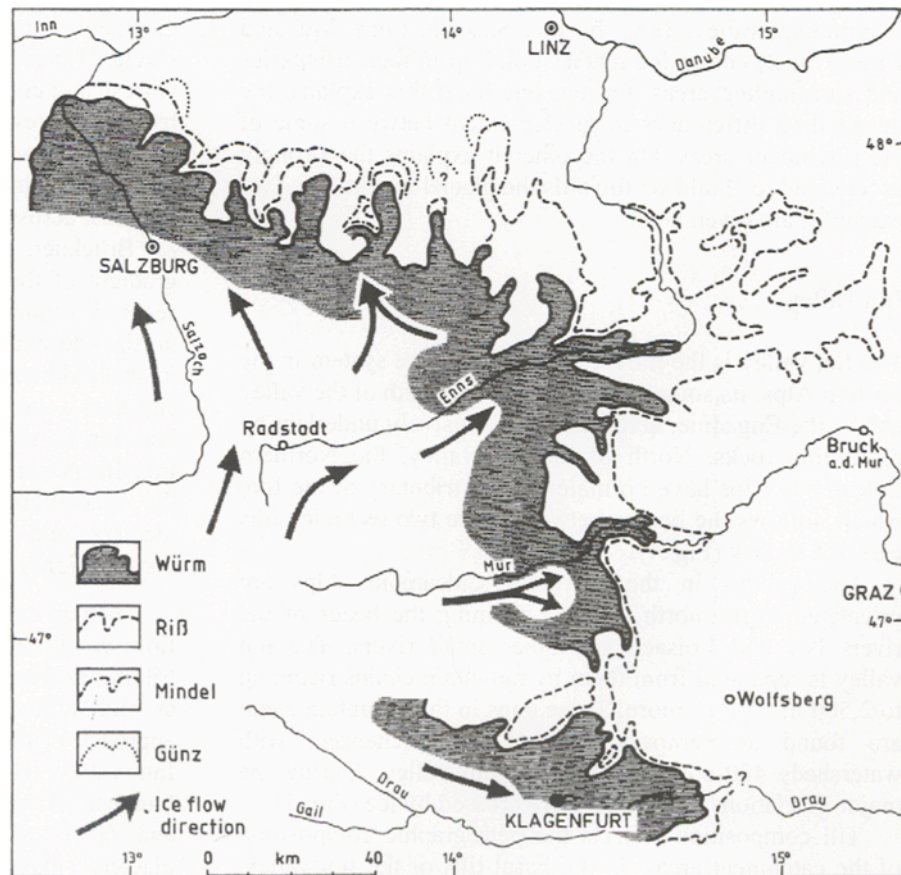 Inn
13°
14°
LINZ
15°
Danube
48°
?
SALZBURG
Salzach
Enns
Radstadt
Bruck
a.d. Mur
Würm
Mur
GRAZ
47°
47°
Riß
Mindel
Wolfsberg
Günz
Drau
?
Drau
Gail
KLAGENFURT
Ice flow
direction
13° 0 km 40 14° 15°